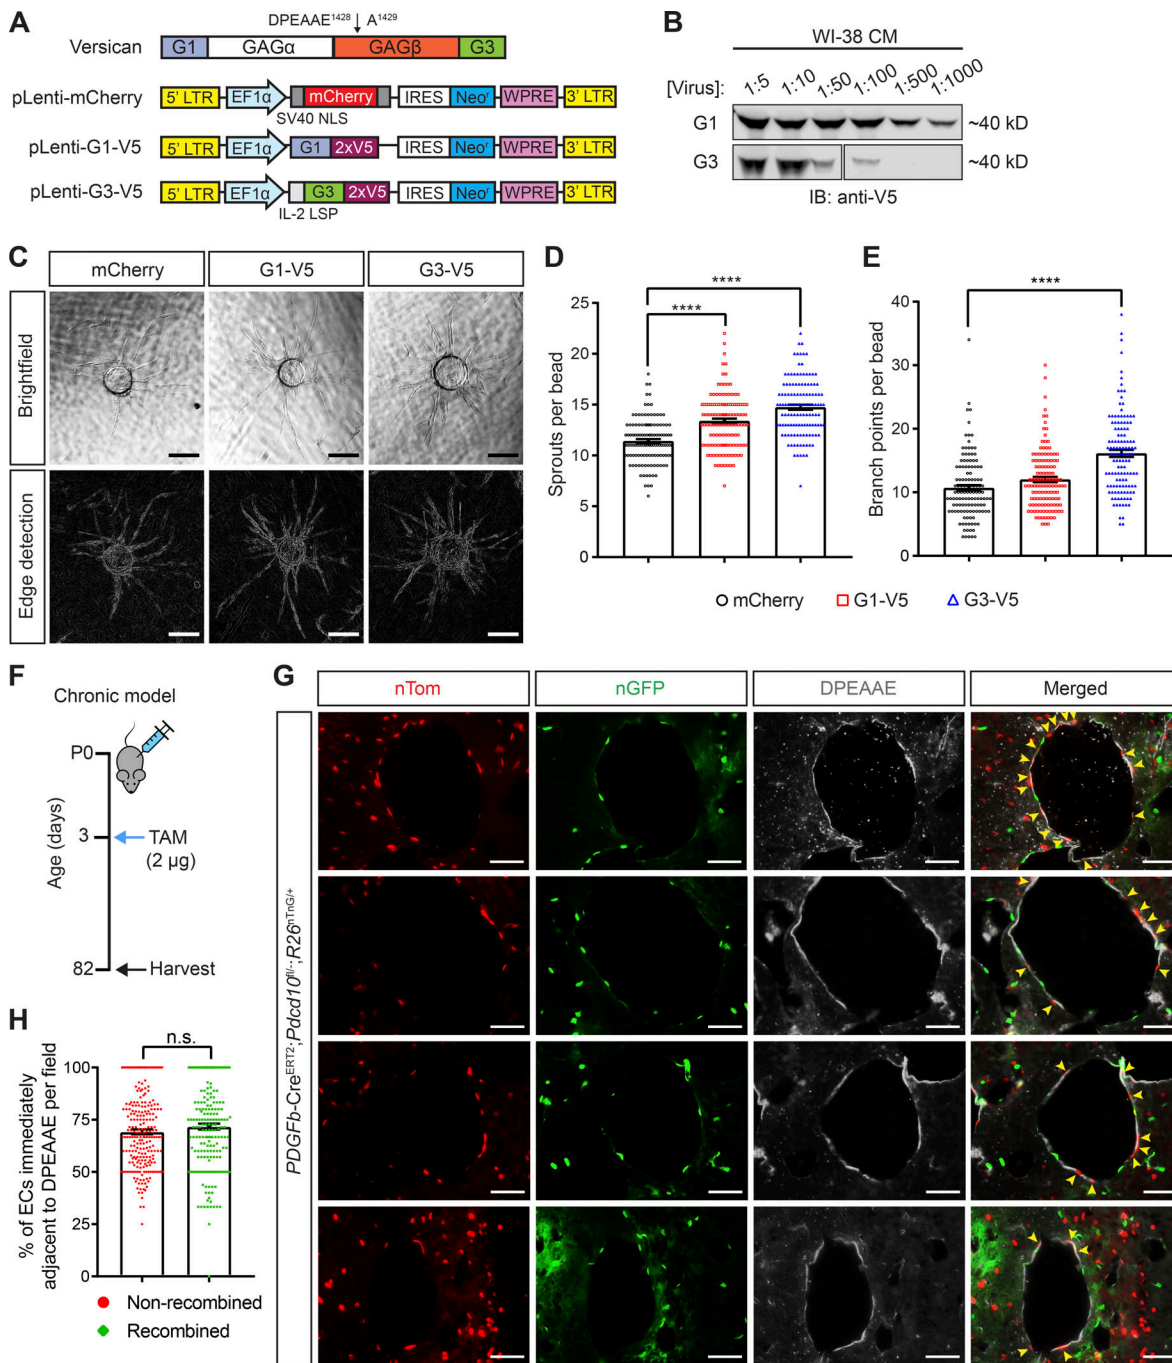 A
DPEAAE¹⁴²⁸ A¹⁴²⁹
Versican G1 GAGα GAGβ G3
pLenti-mCherry 5' LTR EF1α mCherry IRES Neoʳ WPRE 3' LTR
SV40 NLS
pLenti-G1-V5 5' LTR EF1α G1 2xV5 IRES Neoʳ WPRE 3' LTR
pLenti-G3-V5 5' LTR EF1α G3 2xV5 IRES Neoʳ WPRE 3' LTR
IL-2 LSP
B
WI-38 CM
[Virus]: 1:5 1:10 1:50 1:100 1:500 1:1000
G1 ~40 kD
G3 ~40 kD
IB: anti-V5
C
mCherry G1-V5 G3-V5
Brightfield
Edge detection
D
Sprouts per bead
25
20
15
10
5
0
****
****
E
Branch points per bead
40
30
20
10
0
****
mCherry G1-V5 G3-V5
F
Chronic model
Age (days)
P0
3 TAM
(2 µg)
82 Harvest
G
nTom nGFP DPEAAE Merged
PDGFb-Creᴱᴿᵀ²;Pdcd10ᶠˡ/⁻;R26ⁿᵀⁿᴳ/⁺
H
n.s.
% of ECs immediately
adjacent to DPEAAE per field
100
75
50
25
0
Non-recombined
Recombined